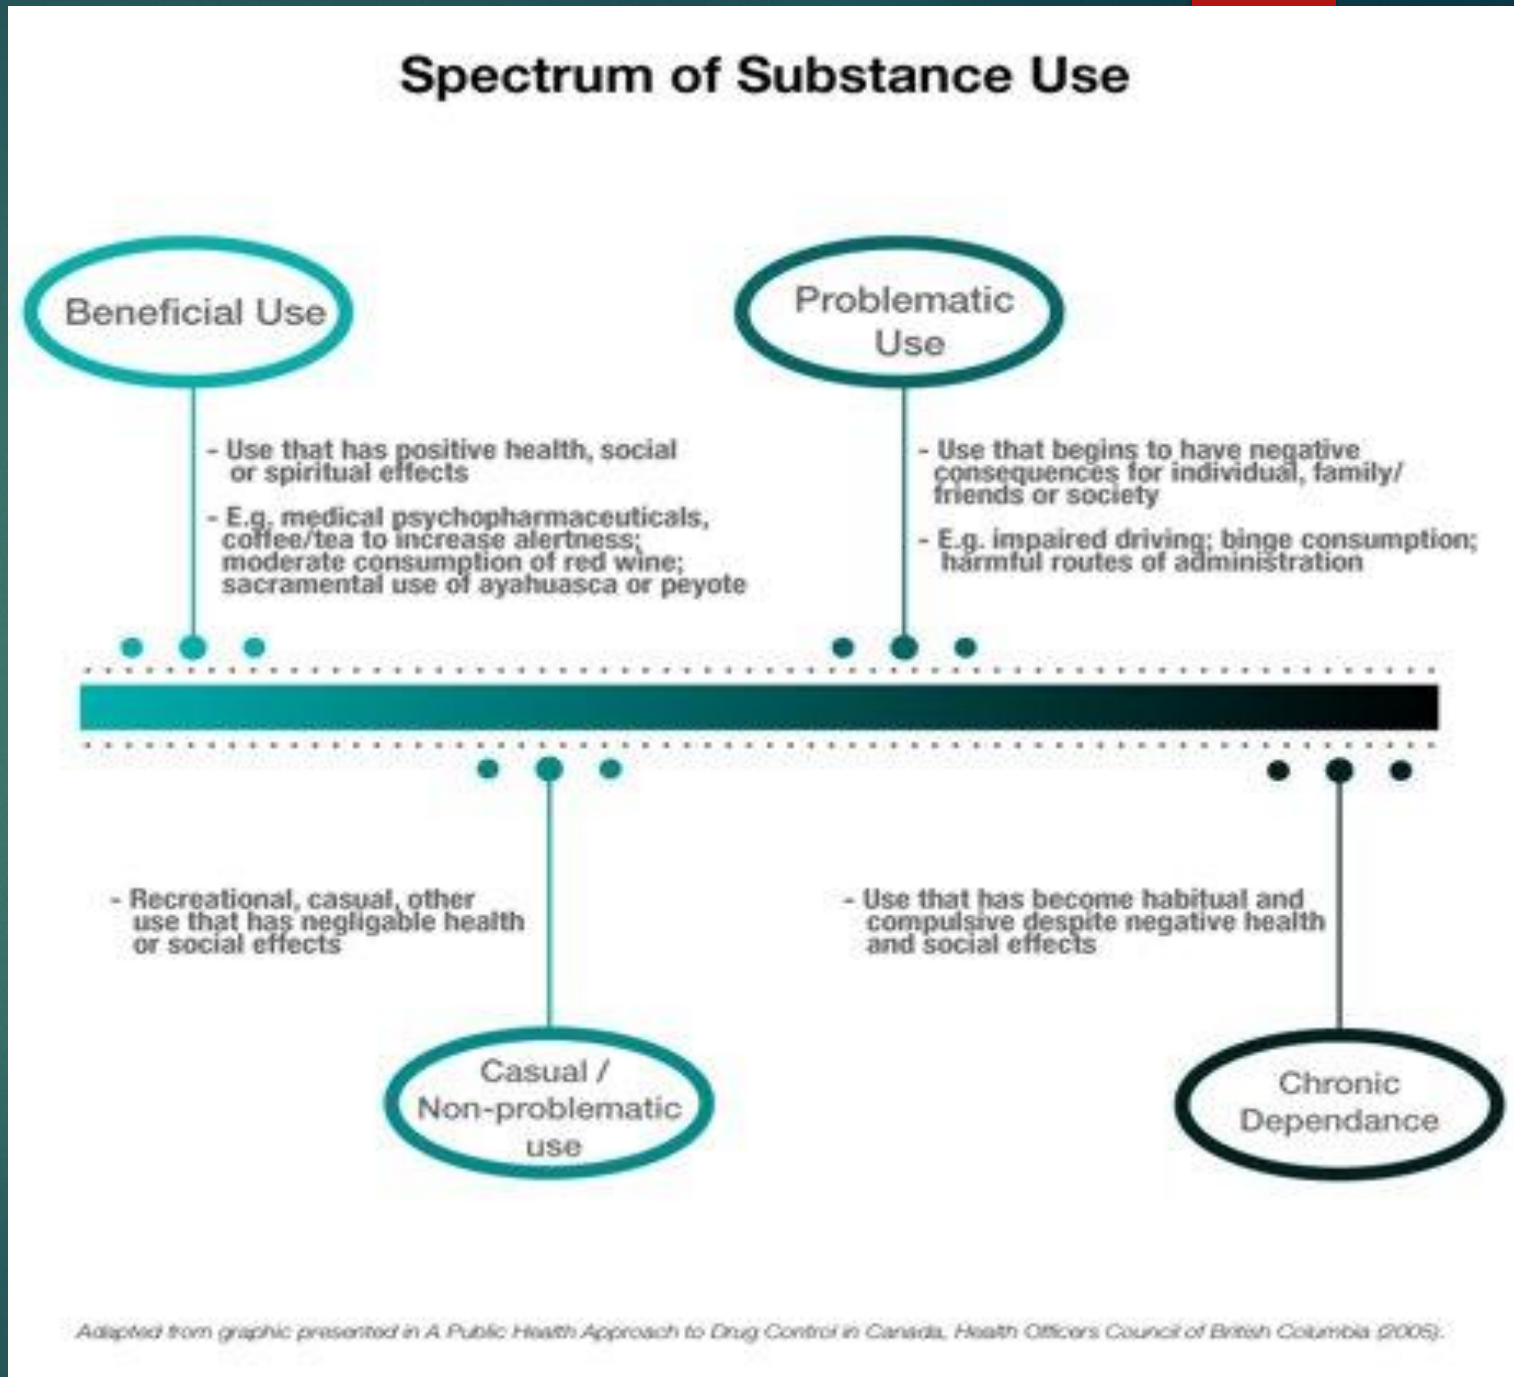 Spectrum of Substance Use
Beneficial Use
- Use that has positive health, social
or spiritual effects
- E.g. medical psychopharmaceuticals,
coffee/tea to increase alertness;
moderate consumption of red wine;
sacramental use of ayahuasca or peyote
Problematic
Use
- Use that begins to have negative
consequences for individual, family/
friends or society
- E.g. impaired driving; binge consumption;
harmful routes of administration
- Recreational, casual, other
use that has negligable health
or social effects
Casual /
Non-problematic
use
- Use that has become habitual and
compulsive despite negative health
and social effects
Chronic
Dependance
Adapted from graphic presented in A Public Health Approach to Drug Control in Canada, Health Officers Council of British Columbia (2005).